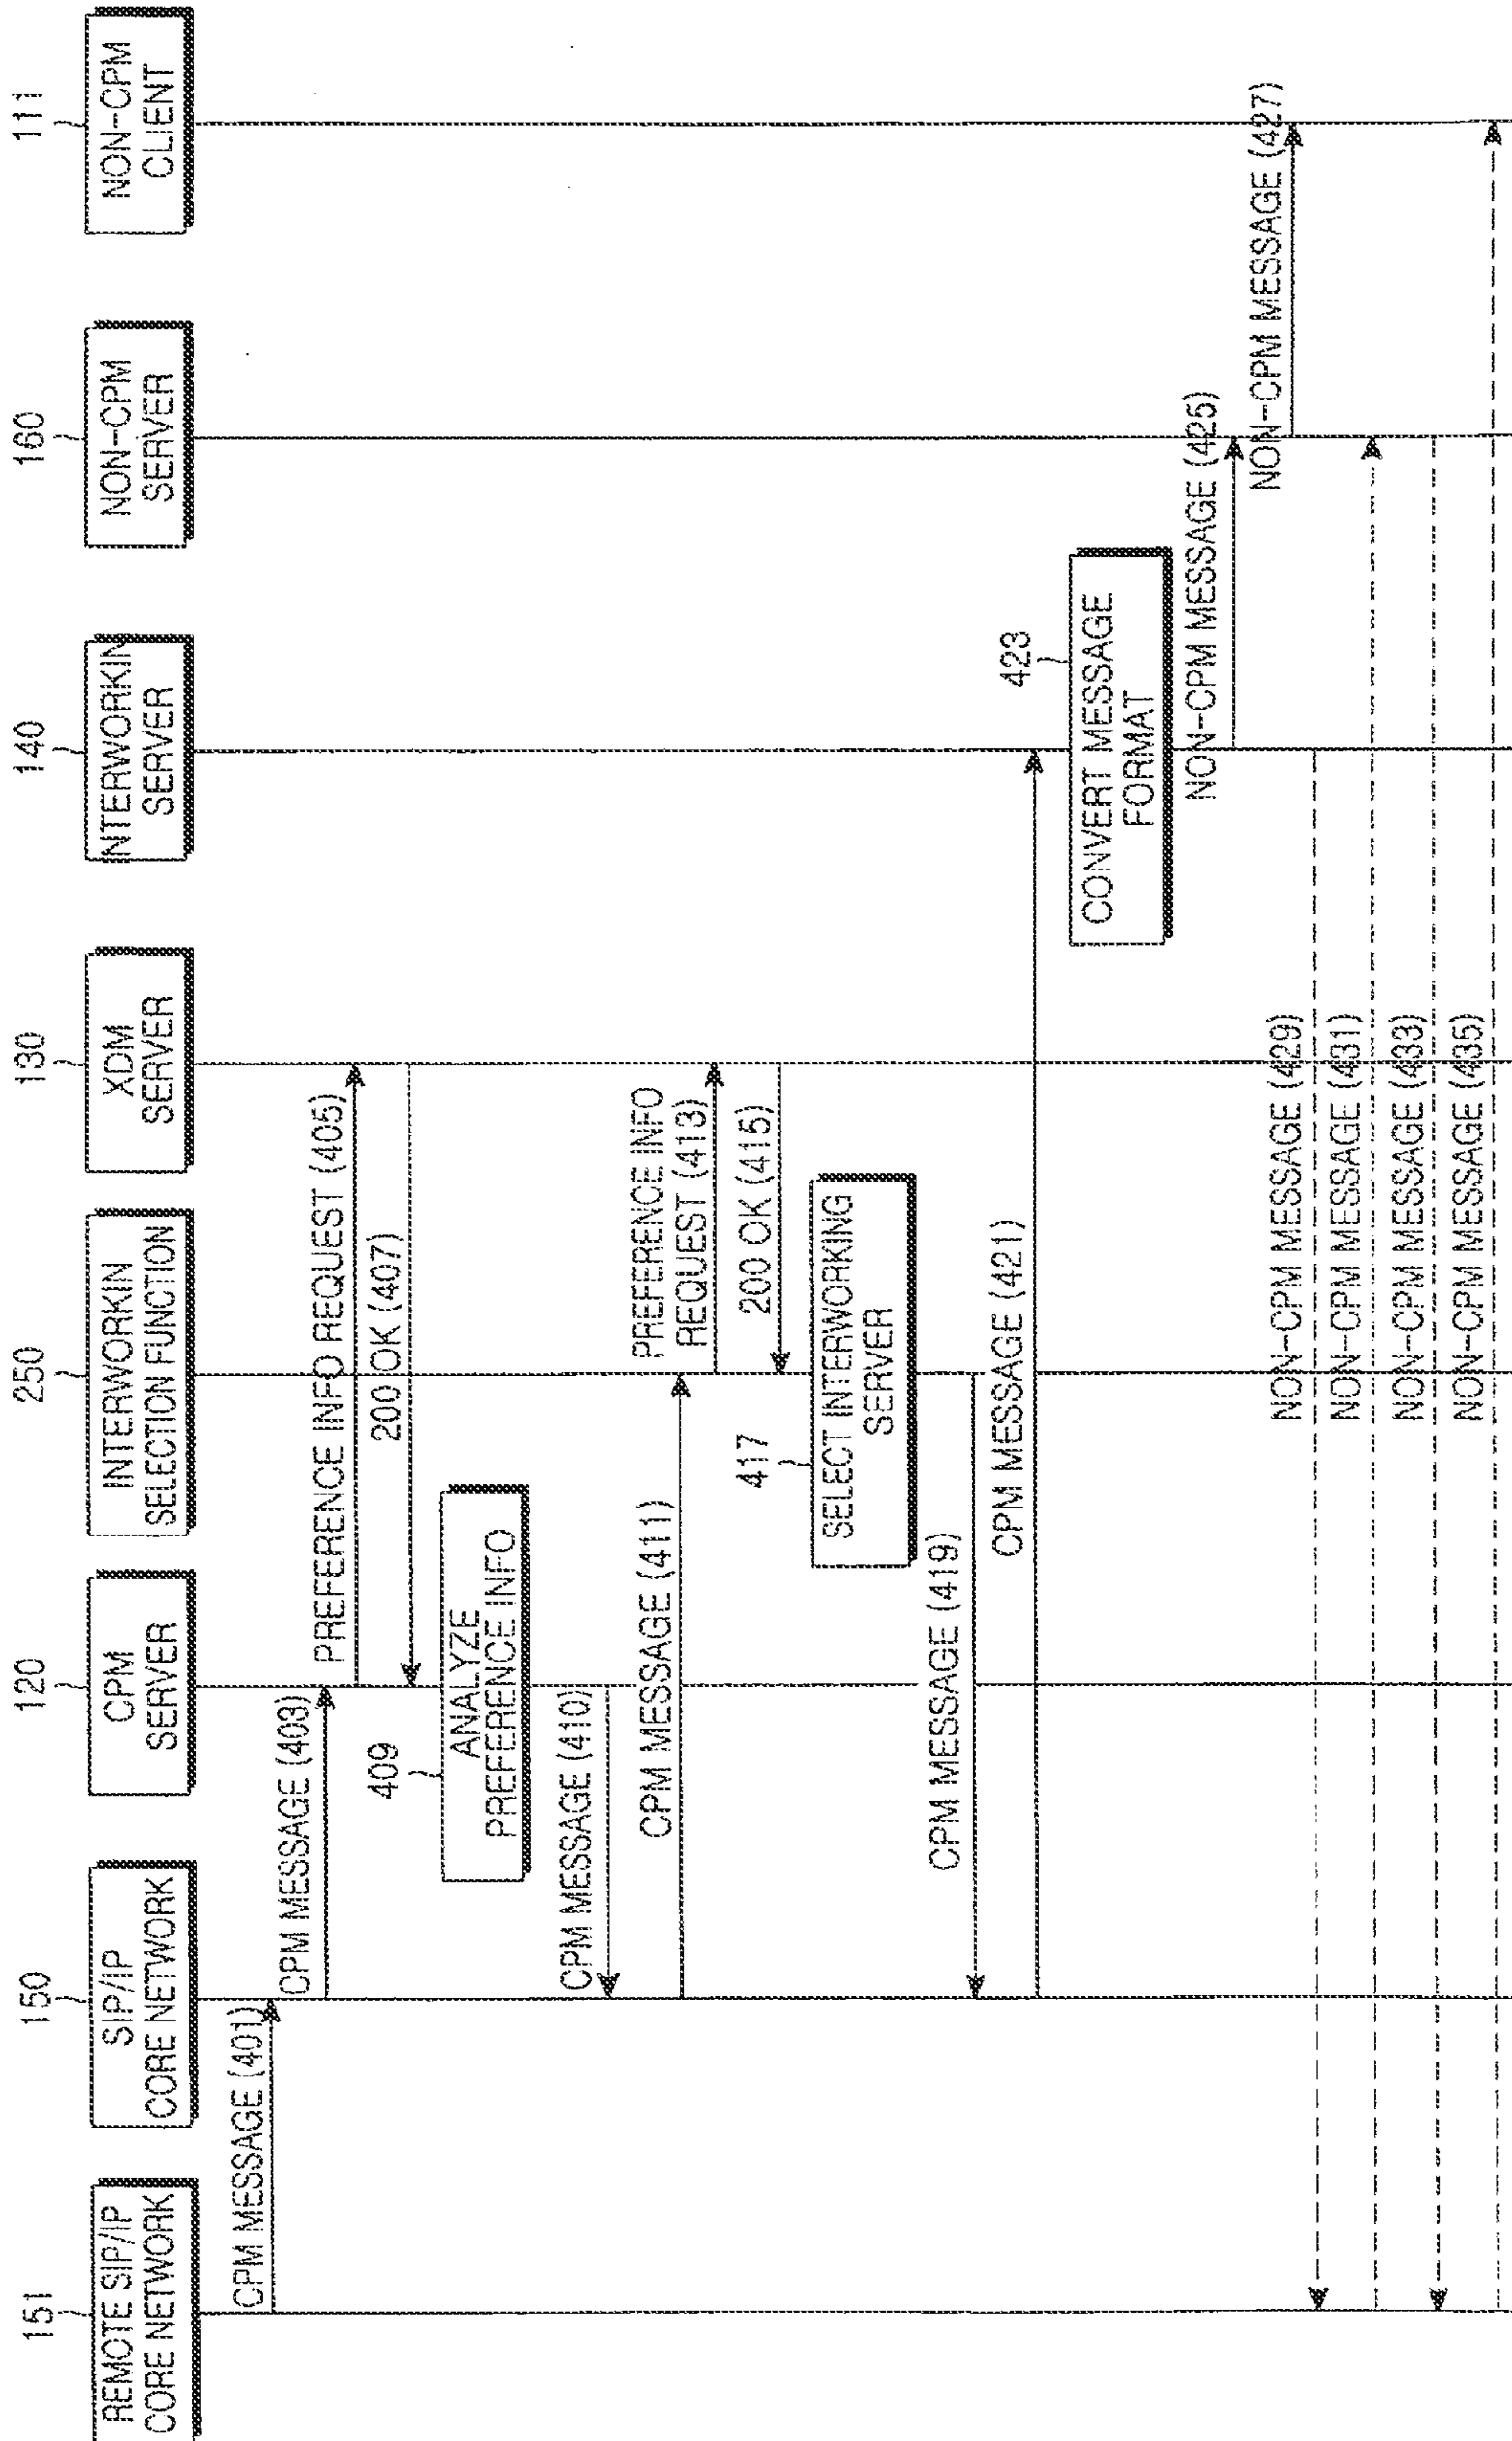 151
REMOTE SIP/IP
CORE NETWORK
150
SIP/IP
CORE NETWORK
120
CPM
SERVER
250
INTERWORKIN
SELECTION FUNCTION
130
XDM
SERVER
140
INTERWORKIN
SERVER
160
NON-CPM
SERVER
111
NON-CPM
CLIENT
CPM MESSAGE (401)
CPM MESSAGE (403)
PREFERENCE INFO REQUEST (405)
200 OK (407)
409
ANALYZE
PREFERENCE INFO
CPM MESSAGE (410)
CPM MESSAGE (411)
PREFERENCE INFO
REQUEST (413)
200 OK (415)
417
SELECT INTERWORKING
SERVER
CPM MESSAGE (419)
CPM MESSAGE (421)
423
CONVERT MESSAGE
FORMAT
NON-CPM MESSAGE (425)
NON-CPM MESSAGE (427)
NON-CPM MESSAGE (429)
NON-CPM MESSAGE (431)
NON-CPM MESSAGE (433)
NON-CPM MESSAGE (435)